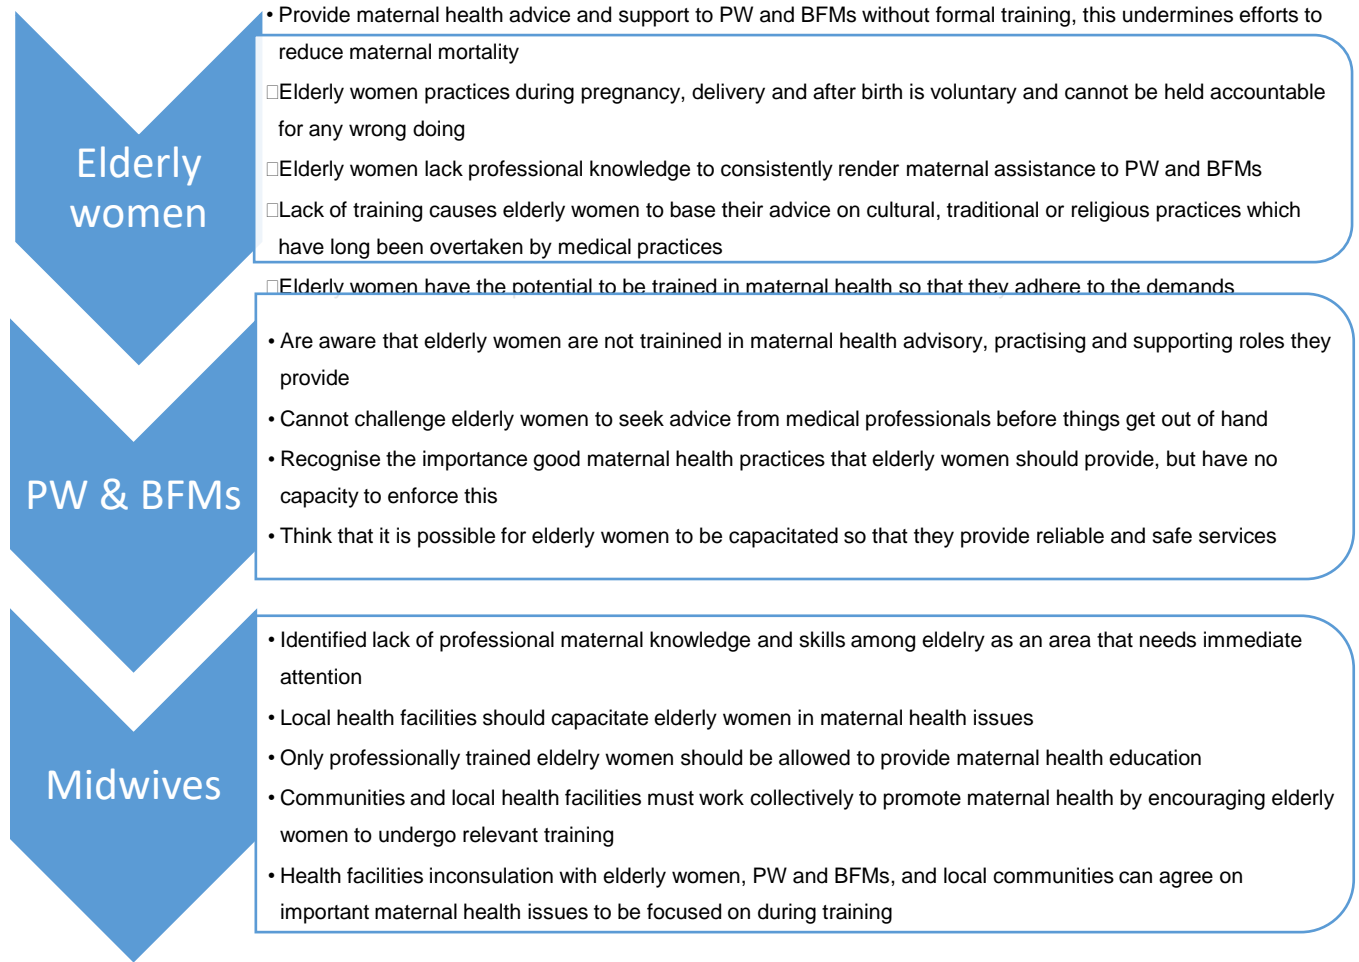 Elderly
women
• Provide maternal health advice and support to PW and BFMs without formal training, this undermines efforts to
reduce maternal mortality
□Elderly women practices during pregnancy, delivery and after birth is voluntary and cannot be held accountable
for any wrong doing
□Elderly women lack professional knowledge to consistently render maternal assistance to PW and BFMs
□Lack of training causes elderly women to base their advice on cultural, traditional or religious practices which
have long been overtaken by medical practices
□Elderly women have the potential to be trained in maternal health so that they adhere to the demands
PW & BFMs
• Are aware that elderly women are not trainined in maternal health advisory, practising and supporting roles they
provide
• Cannot challenge elderly women to seek advice from medical professionals before things get out of hand
• Recognise the importance good maternal health practices that elderly women should provide, but have no
capacity to enforce this
• Think that it is possible for elderly women to be capacitated so that they provide reliable and safe services
Midwives
• Identified lack of professional maternal knowledge and skills among eldelry as an area that needs immediate
attention
• Local health facilities should capacitate elderly women in maternal health issues
• Only professionally trained eldelry women should be allowed to provide maternal health education
• Communities and local health facilities must work collectively to promote maternal health by encouraging elderly
women to undergo relevant training
• Health facilities inconsulation with elderly women, PW and BFMs, and local communities can agree on
important maternal health issues to be focused on during training